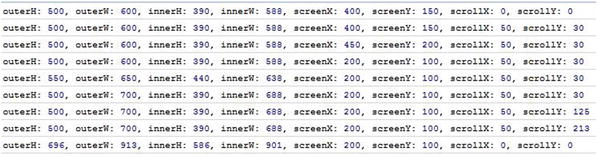 outerH: 500, outerW: 600, innerH: 390, innerW: 588, screenX: 400, screenY: 150, scrollX: 0, scrollY: 0
outerH: 500, outerW: 600, innerH: 390, innerW: 588, screenX: 400, screenY: 150, scrollX: 50, scrollY: 30
outerH: 500, outerW: 600, innerH: 390, innerW: 588, screenX: 450, screenY: 200, scrollX: 50, scrollY: 30
outerH: 500, outerW: 600, innerH: 390, innerW: 588, screenX: 200, screenY: 100, scrollX: 50, scrollY: 30
outerH: 550, outerW: 650, innerH: 440, innerW: 638, screenX: 200, screenY: 100, scrollX: 50, scrollY: 30
outerH: 500, outerW: 700, innerH: 390, innerW: 688, screenX: 200, screenY: 100, scrollX: 50, scrollY: 30
outerH: 500, outerW: 700, innerH: 390, innerW: 688, screenX: 200, screenY: 100, scrollX: 50, scrollY: 125
outerH: 500, outerW: 700, innerH: 390, innerW: 688, screenX: 200, screenY: 100, scrollX: 50, scrollY: 213
outerH: 696, outerW: 913, innerH: 586, innerW: 901, screenX: 200, screenY: 100, scrollX: 0, scrollY: 0